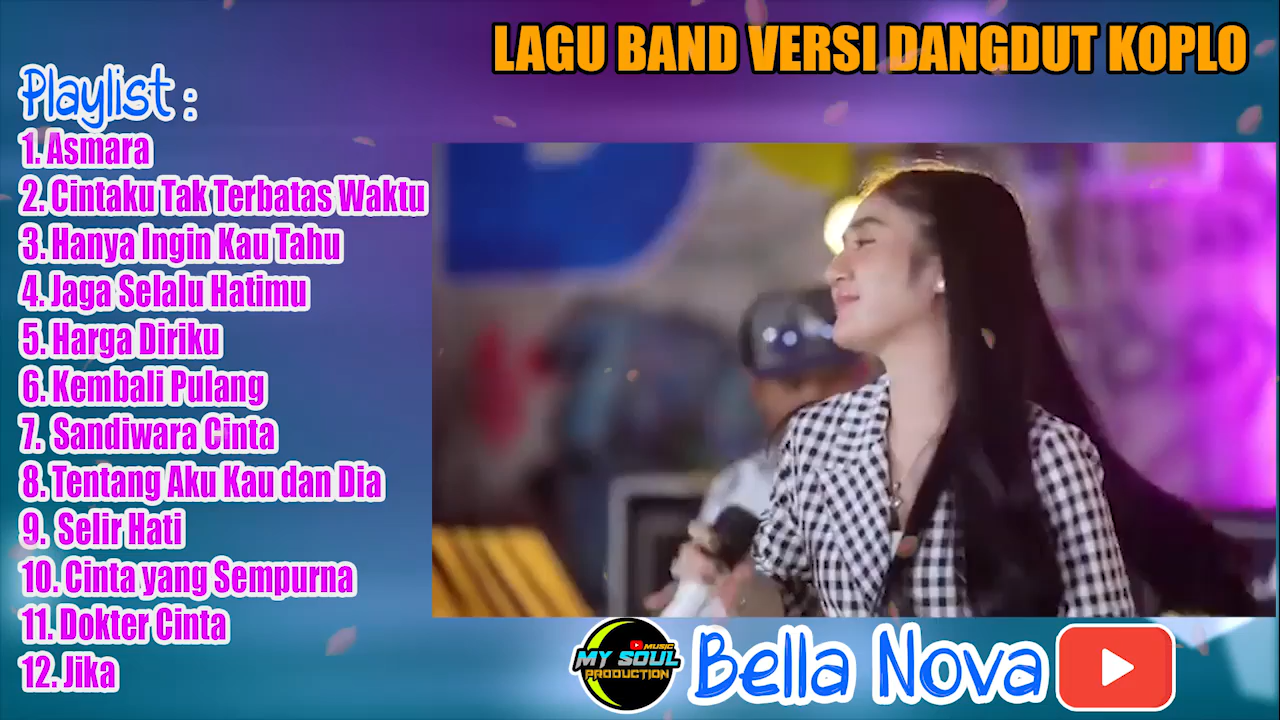 LAGU BAND VERSI DANGDUT KOPLO
Playlist :
1. Asmara
2. Cintaku Tak Terbatas Waktu
3. Hanya Ingin Kau Tahu
4. Jaga Selalu Hatimu
5. Harga Diriku
6. Kembali Pulang
7. Sandiwara Cinta
8. Tentang Aku Kau dan Dia
9. Selir Hati
10. Cinta yang Sempurna
11. Dokter Cinta
12. Jika
MUSIC
MY SOUL
PRODUCTION
Bella Nova